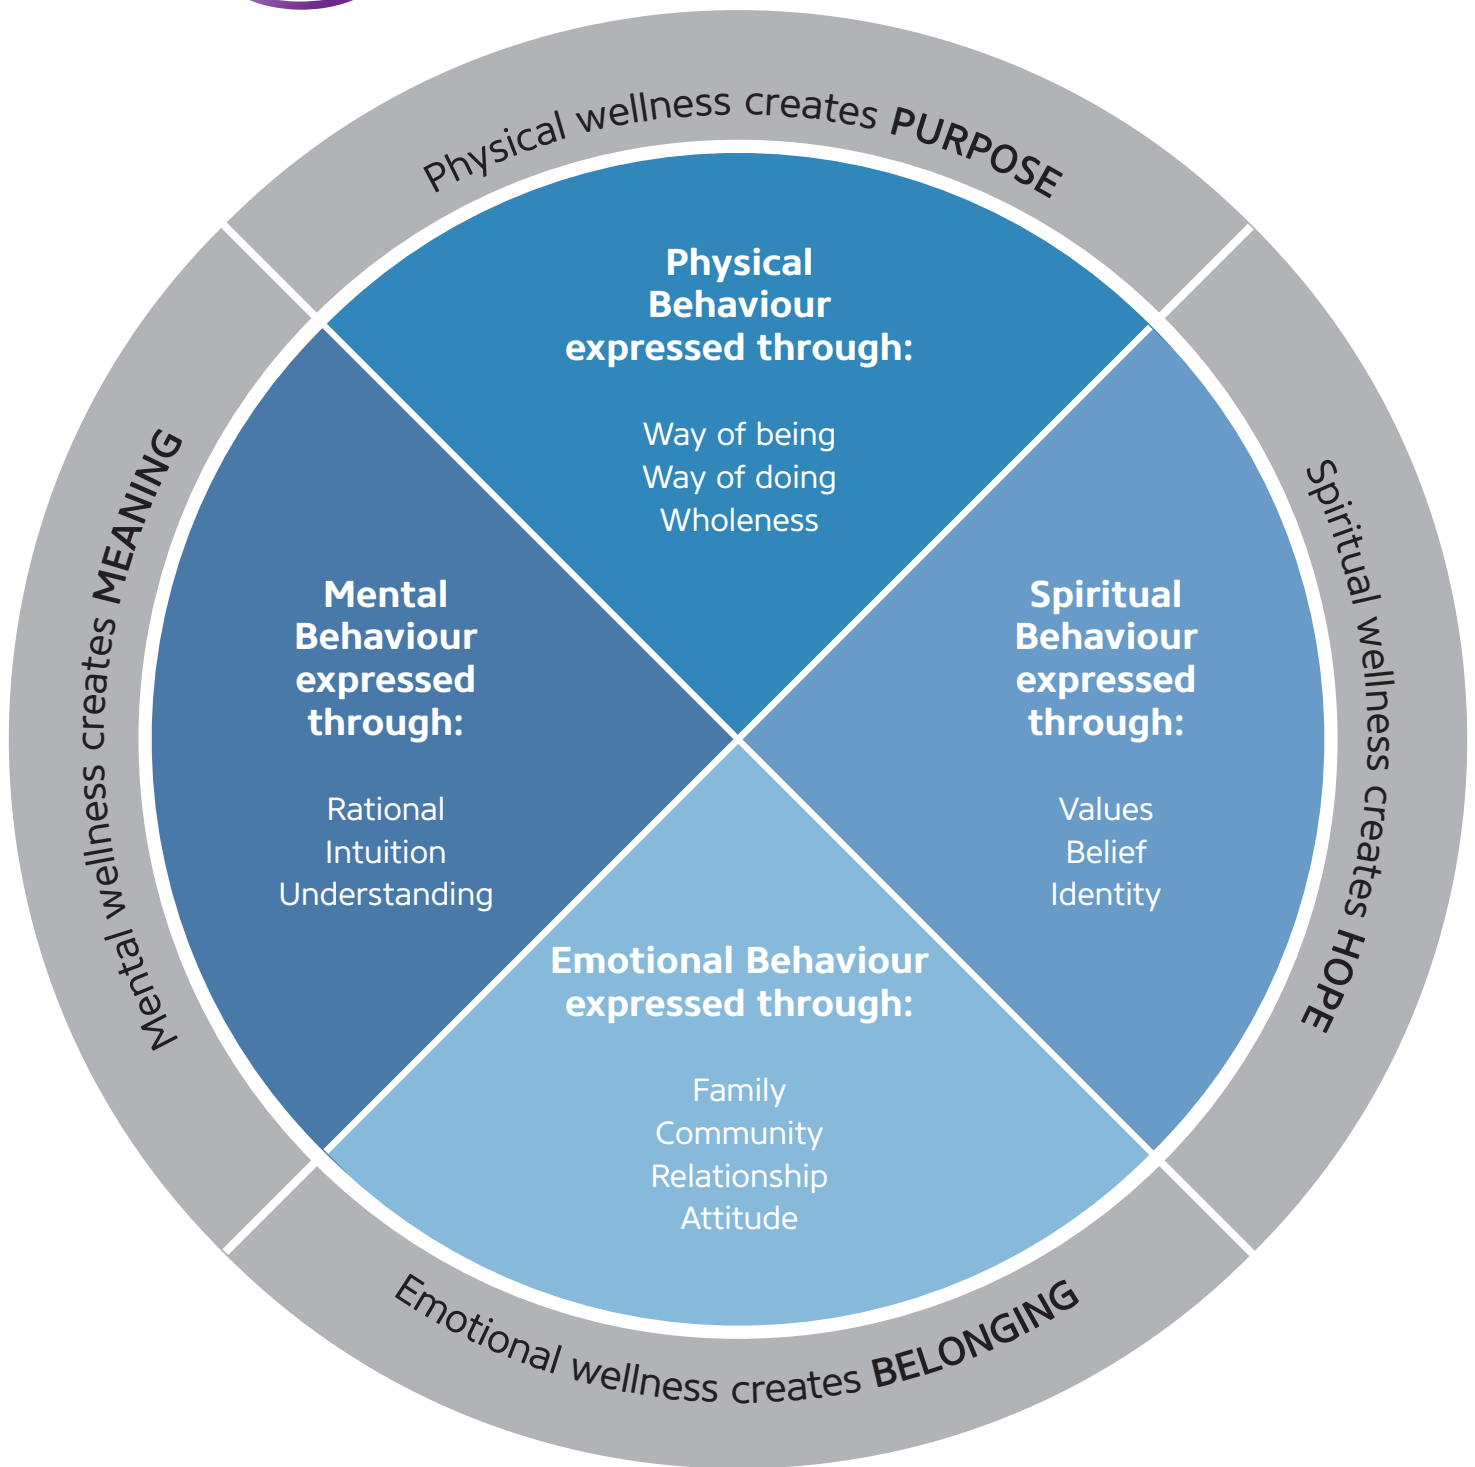 Physical wellness creates PURPOSE
Physical
Behaviour
expressed through:
Way of being
Way of doing
Wholeness
Spiritual wellness creates HOPE
Spiritual
Behaviour
expressed
through:
Values
Belief
Identity
Emotional wellness creates BELONGING
Emotional Behaviour
expressed through:
Family
Community
Relationship
Attitude
Mental wellness creates MEANING
Mental
Behaviour
expressed
through:
Rational
Intuition
Understanding